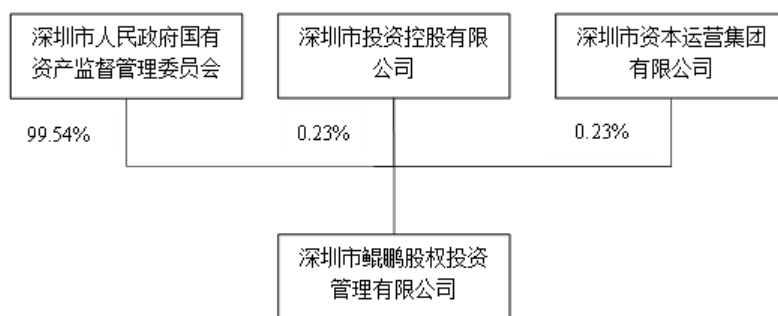 深圳市人民政府国有
资产监督管理委员会
深圳市投资控股有限
公司
深圳市资本运营集团
有限公司
99.54%
0.23%
0.23%
深圳市鲲鹏股权投资
管理有限公司